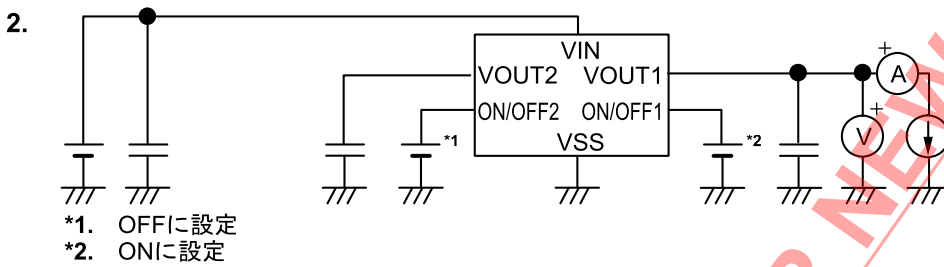 2.
VIN
VOUT2 VOUT1
ON/OFF2 ON/OFF1
VSS
*1
*2
+
A
+
V
*1. OFFに設定
*2. ONに設定
NEW